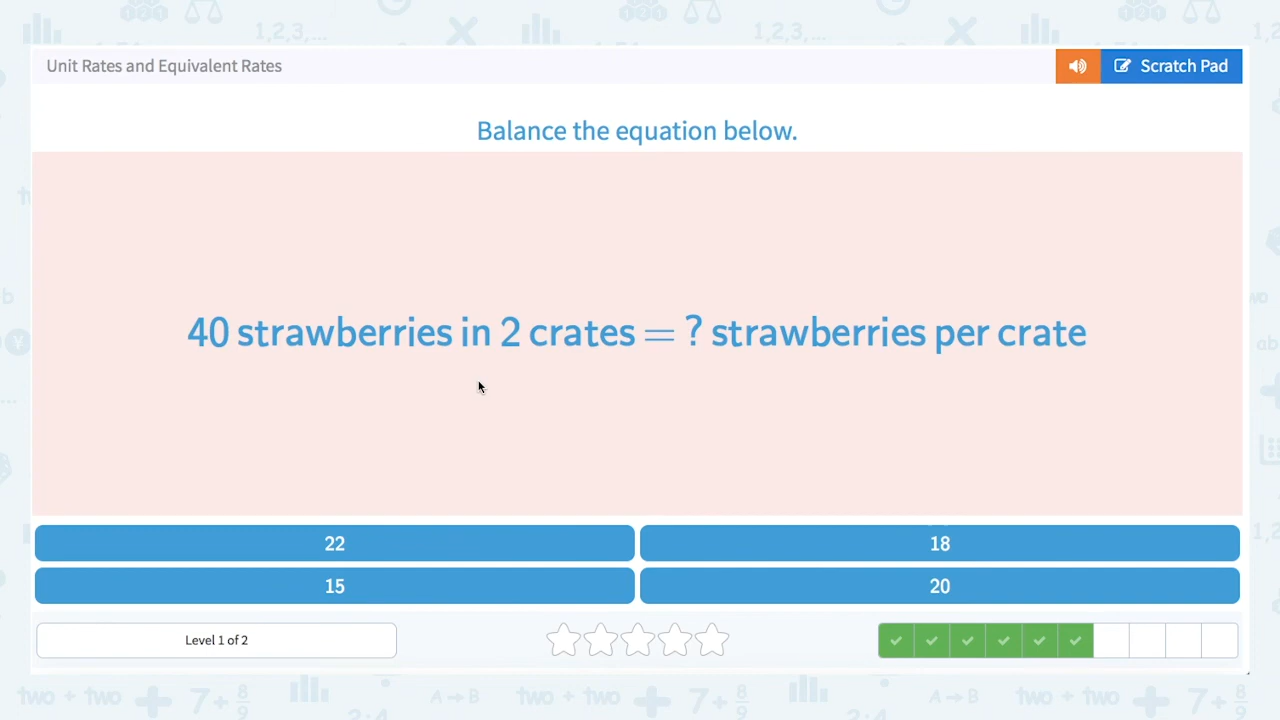 Unit Rates and Equivalent Rates
Scratch Pad
Balance the equation below.
40 strawberries in 2 crates = ? strawberries per crate
22
18
15
20
Level 1 of 2